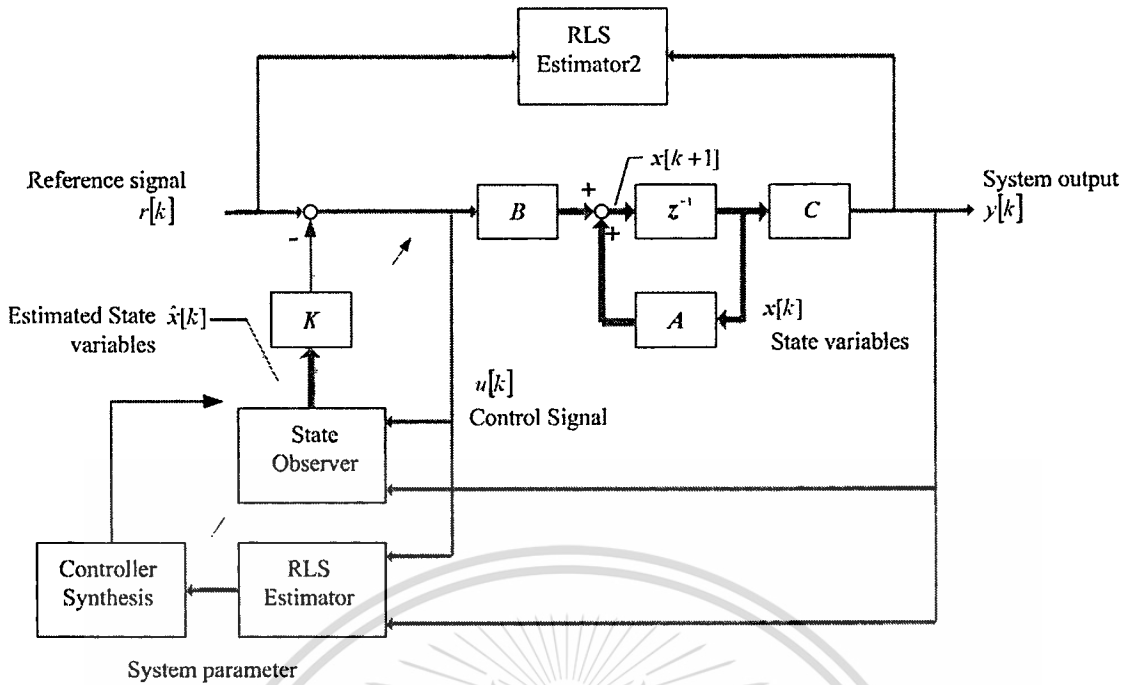 RLS
Estimator2
x[k+1]
Reference signal
r[k]
+
B
+
z⁻¹
C
System output
y[k]
-
K
A
x[k]
State variables
Estimated State x̂[k]
variables
u[k]
Control Signal
State
Observer
Controller
Synthesis
RLS
Estimator
System parameter